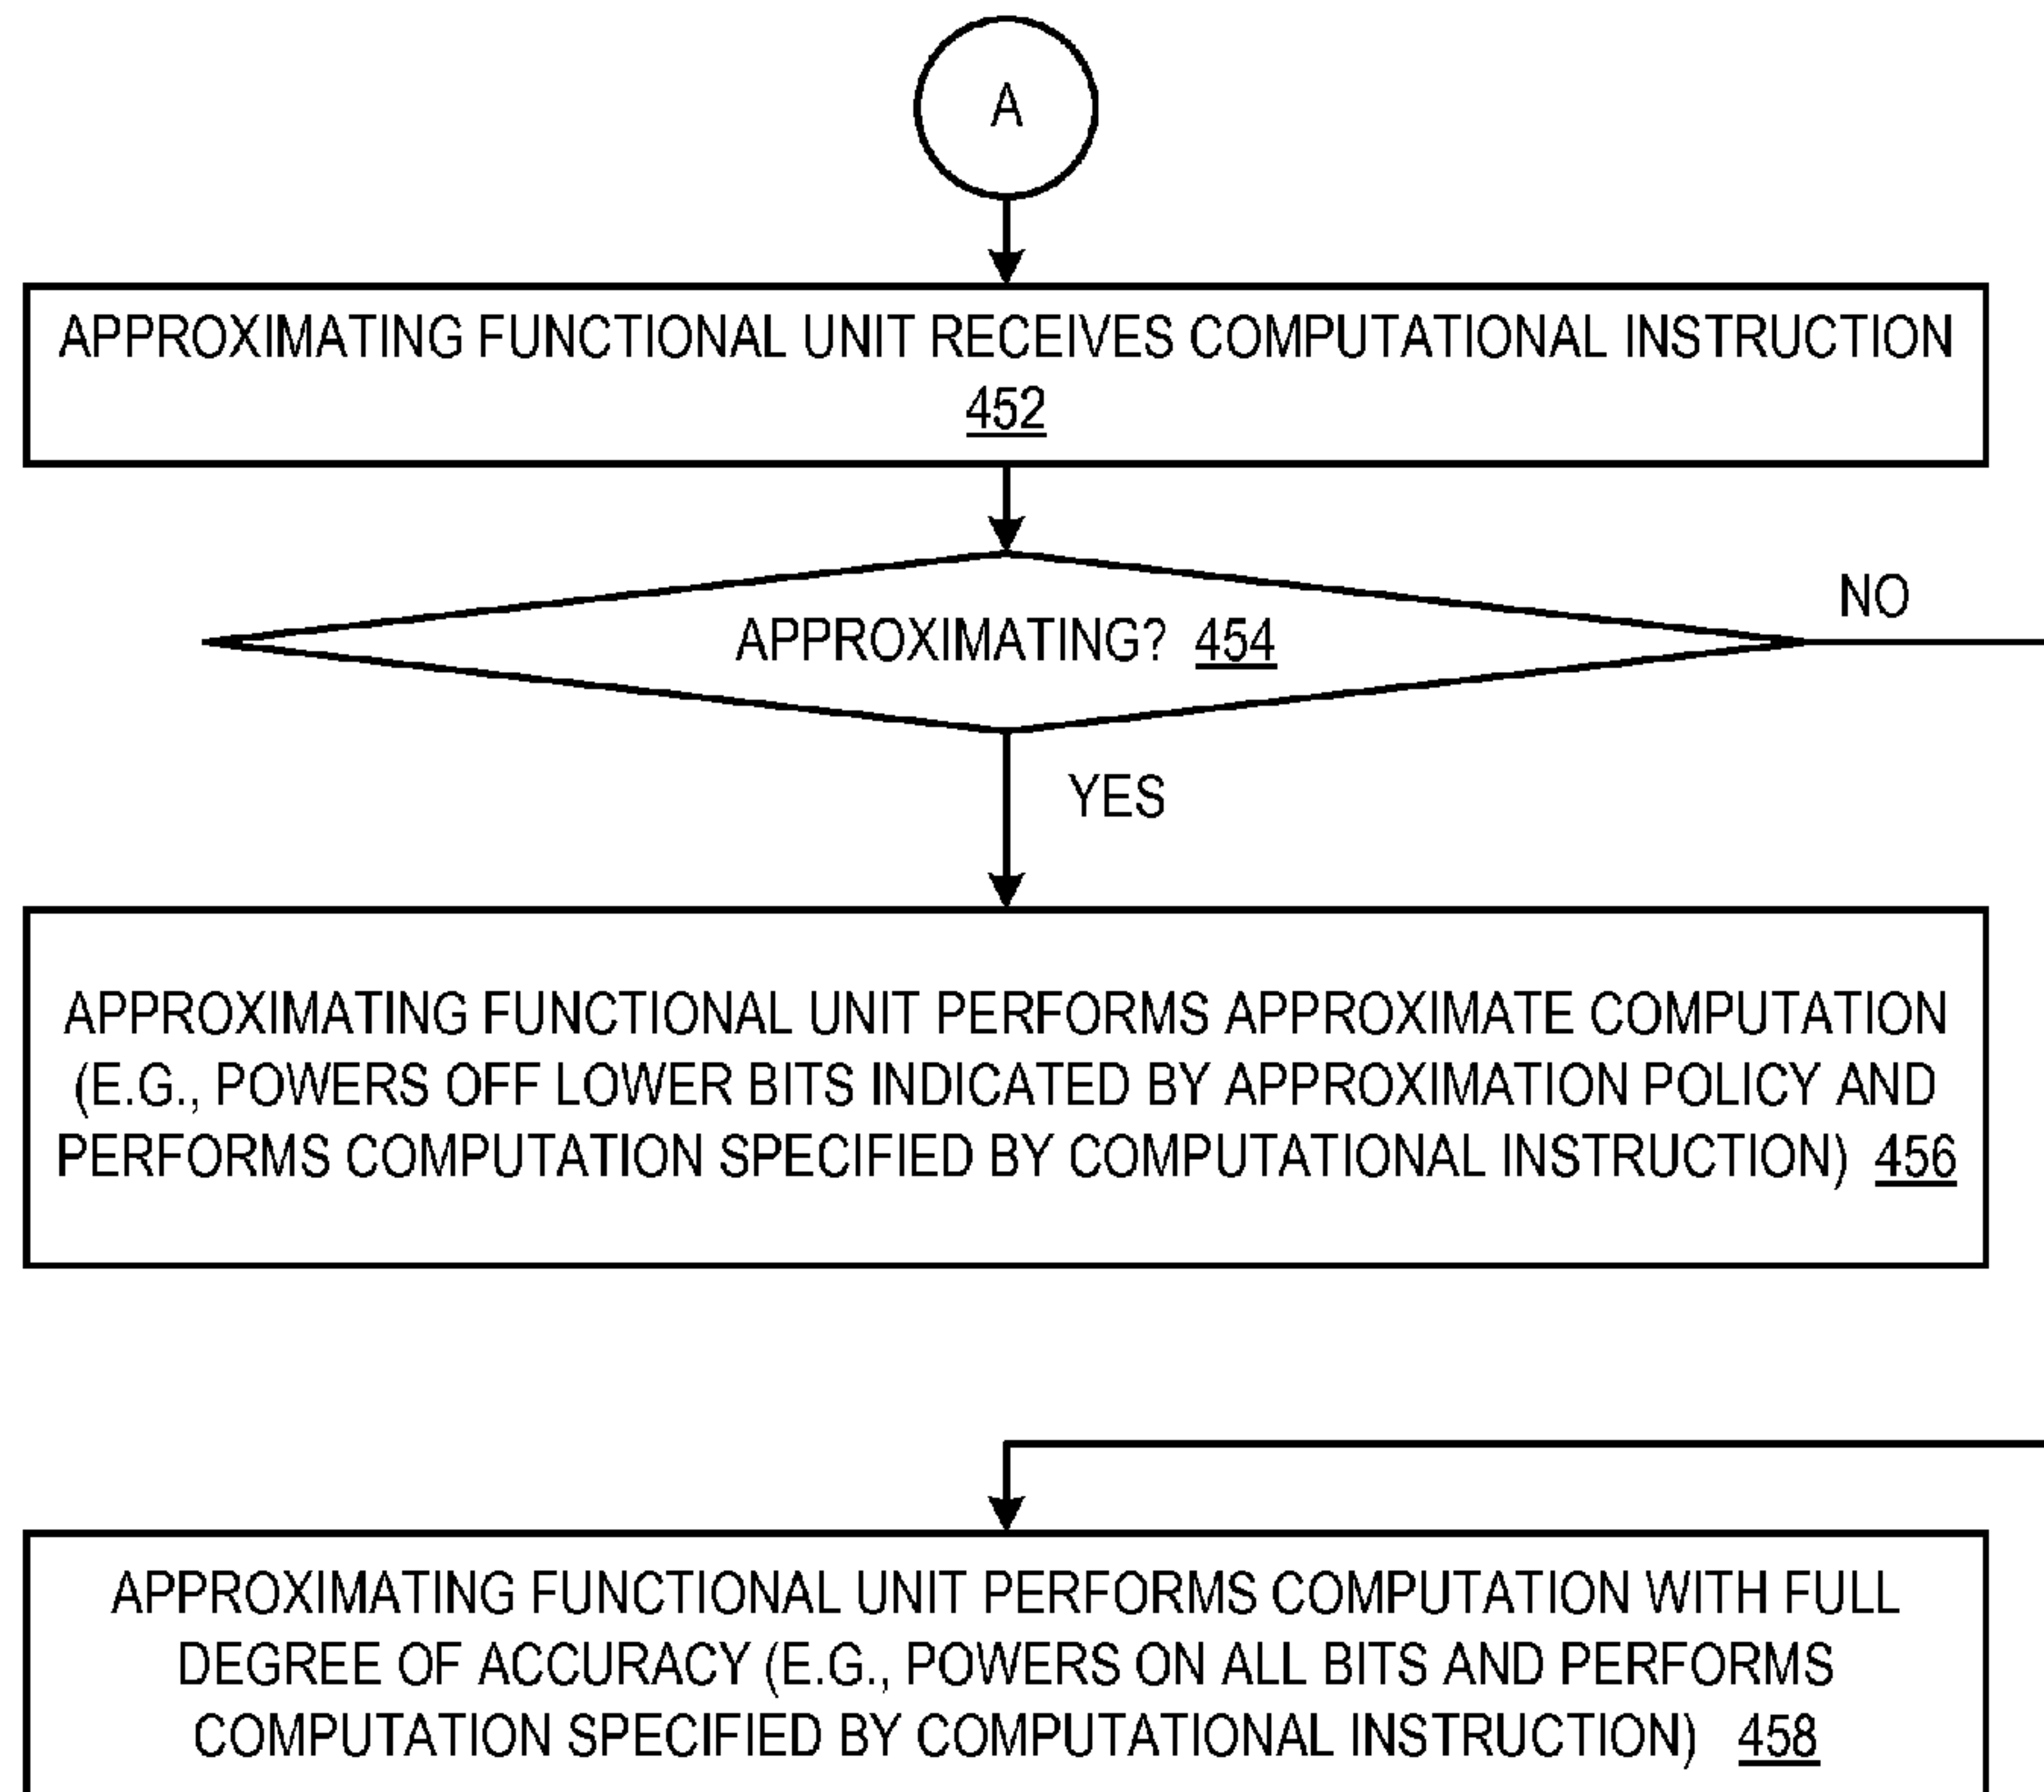 A
APPROXIMATING FUNCTIONAL UNIT RECEIVES COMPUTATIONAL INSTRUCTION
452
APPROXIMATING? 454
NO
YES
APPROXIMATING FUNCTIONAL UNIT PERFORMS APPROXIMATE COMPUTATION
(E.G., POWERS OFF LOWER BITS INDICATED BY APPROXIMATION POLICY AND
PERFORMS COMPUTATION SPECIFIED BY COMPUTATIONAL INSTRUCTION) 456
APPROXIMATING FUNCTIONAL UNIT PERFORMS COMPUTATION WITH FULL
DEGREE OF ACCURACY (E.G., POWERS ON ALL BITS AND PERFORMS
COMPUTATION SPECIFIED BY COMPUTATIONAL INSTRUCTION) 458